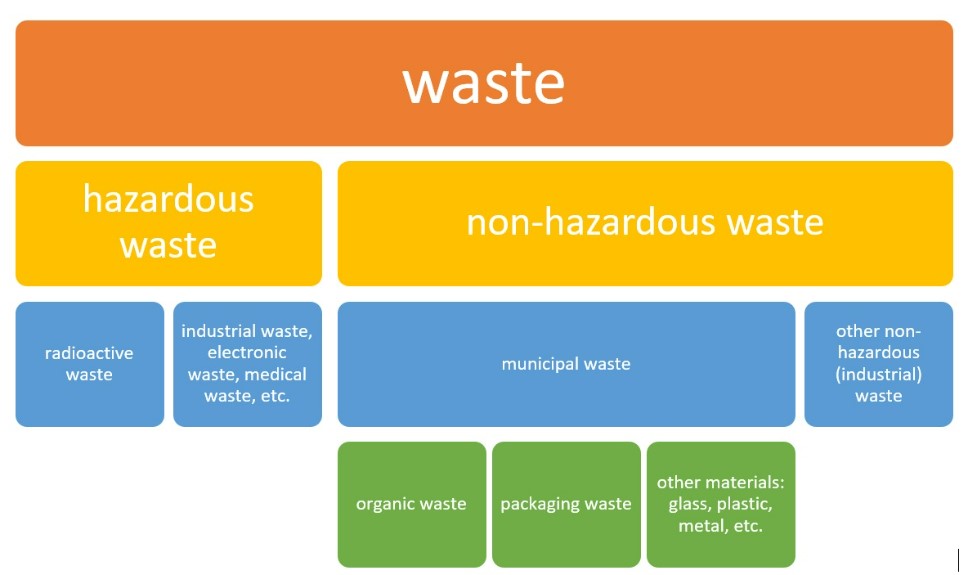 waste
hazardous
waste
non-hazardous waste
radioactive
waste
industrial waste,
electronic
waste, medical
waste, etc.
municipal waste
other non-
hazardous
(industrial)
waste
organic waste
packaging waste
other materials:
glass, plastic,
metal, etc.